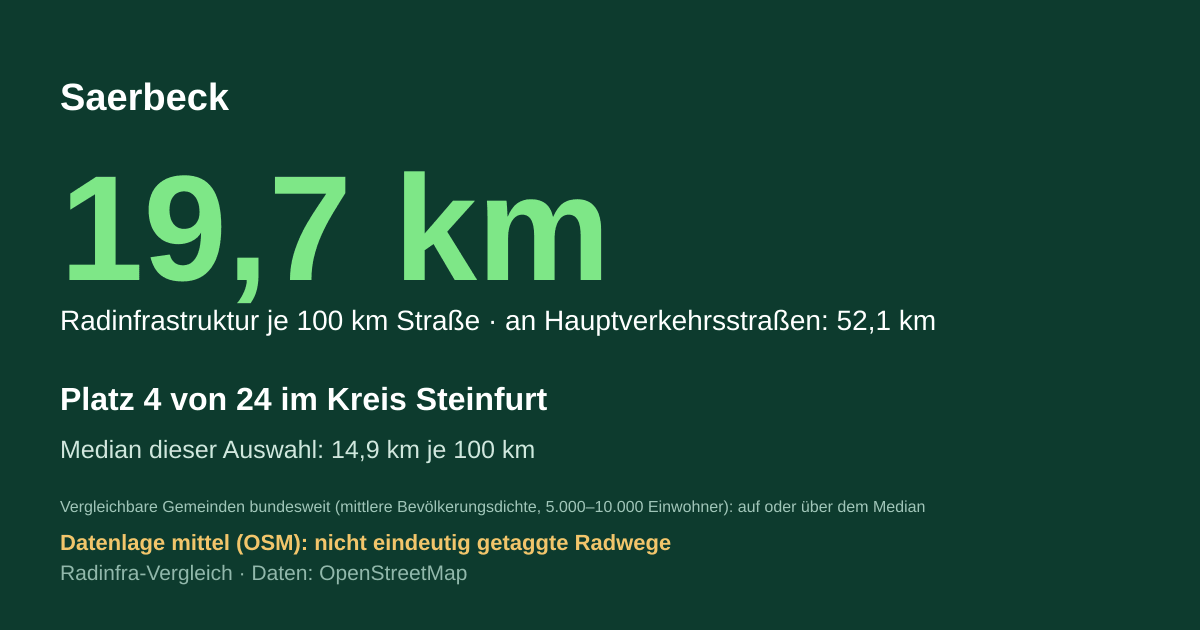 Saerbeck
19,7 km
Radinfrastruktur je 100 km Straße · an Hauptverkehrsstraßen: 52,1 km
Platz 4 von 24 im Kreis Steinfurt
Median dieser Auswahl: 14,9 km je 100 km
Vergleichbare Gemeinden bundesweit (mittlere Bevölkerungsdichte, 5.000–10.000 Einwohner): auf oder über dem Median
Datenlage mittel (OSM): nicht eindeutig getaggte Radwege
Radinfra-Vergleich · Daten: OpenStreetMap